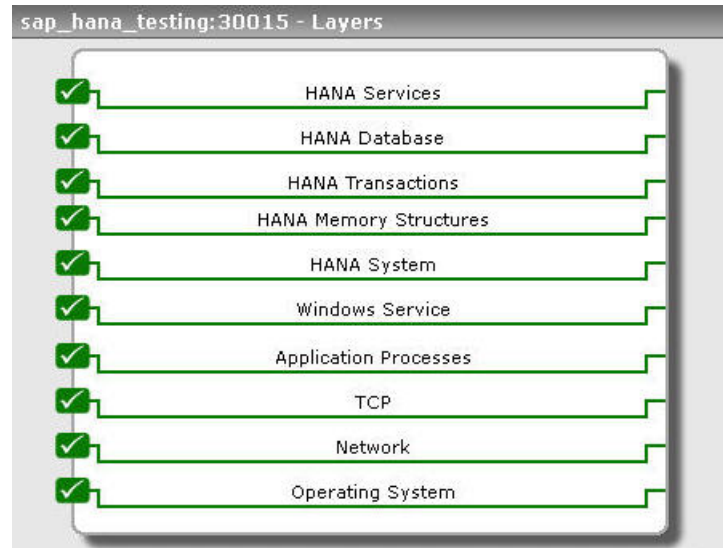 sap_hana_testing:30015 - Layers
HANA Services
HANA Database
HANA Transactions
HANA Memory Structures
HANA System
Windows Service
Application Processes
TCP
Network
Operating System